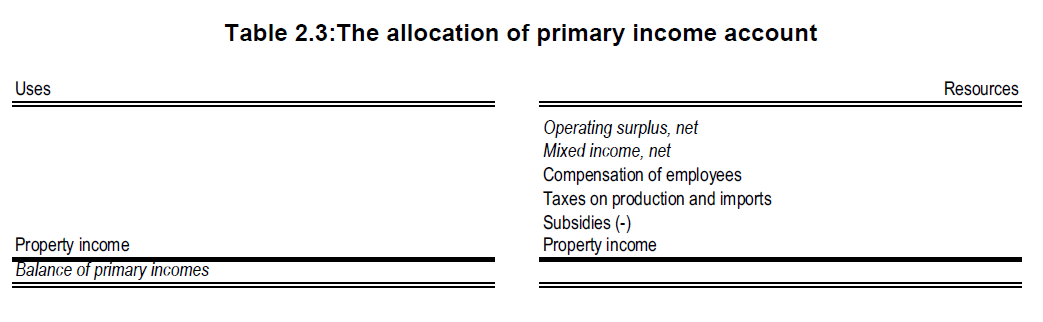 Table 2.3:The allocation of primary income account
Uses
Resources
Operating surplus, net
Mixed income, net
Compensation of employees
Taxes on production and imports
Subsidies (-)
Property income
Property income
Balance of primary incomes